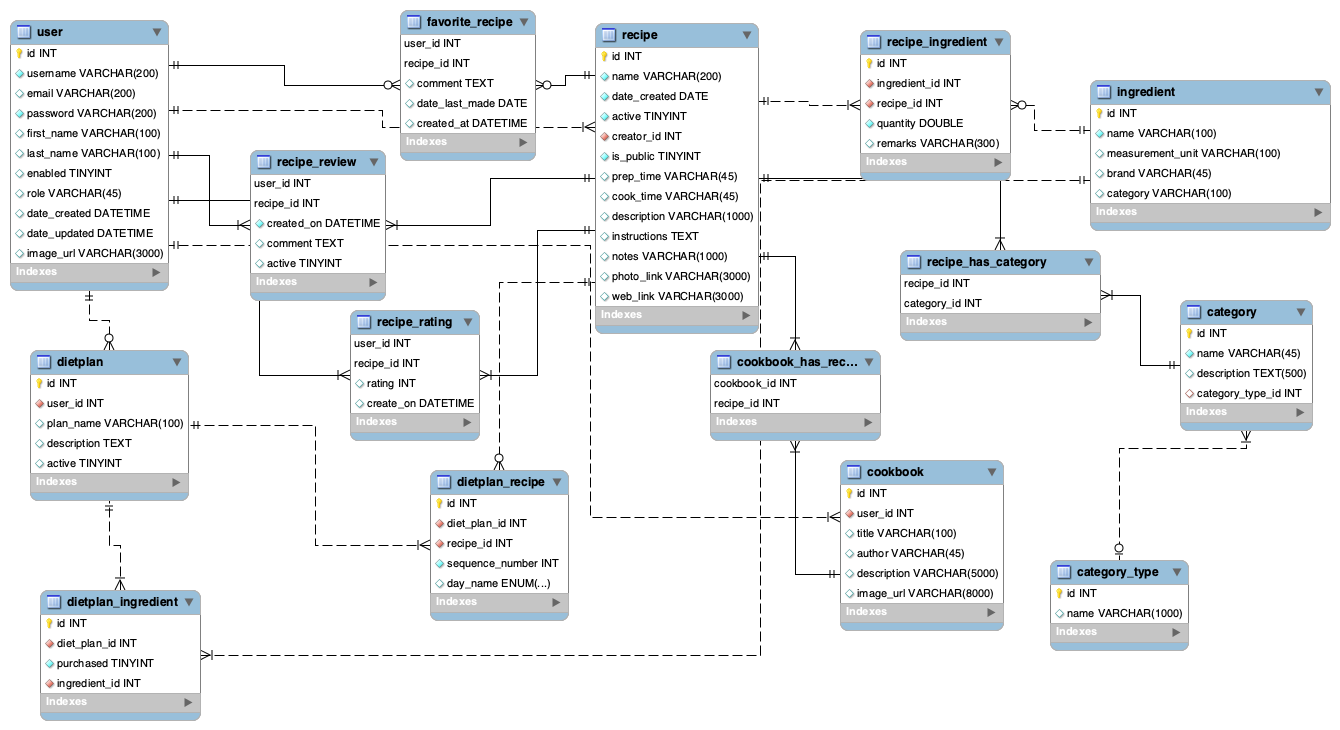 user
id INT
username VARCHAR(200)
email VARCHAR(200)
password VARCHAR(200)
first_name VARCHAR(100)
last_name VARCHAR(100)
enabled TINYINT
role VARCHAR(45)
date_created DATETIME
date_updated DATETIME
image_url VARCHAR(3000)
Indexes
favorite_recipe
user_id INT
recipe_id INT
comment TEXT
date_last_made DATE
created_at DATETIME
Indexes
recipe
id INT
name VARCHAR(200)
date_created DATE
active TINYINT
creator_id INT
is_public TINYINT
prep_time VARCHAR(45)
cook_time VARCHAR(45)
description VARCHAR(1000)
instructions TEXT
notes VARCHAR(1000)
photo_link VARCHAR(3000)
web_link VARCHAR(3000)
Indexes
recipe_ingredient
id INT
ingredient_id INT
recipe_id INT
quantity DOUBLE
remarks VARCHAR(300)
Indexes
ingredient
id INT
name VARCHAR(100)
measurement_unit VARCHAR(100)
brand VARCHAR(45)
category VARCHAR(100)
Indexes
recipe_review
user_id INT
recipe_id INT
created_on DATETIME
comment TEXT
active TINYINT
Indexes
recipe_rating
user_id INT
recipe_id INT
rating INT
create_on DATETIME
Indexes
recipe_has_category
recipe_id INT
category_id INT
Indexes
category
id INT
name VARCHAR(45)
description TEXT(500)
category_type_id INT
Indexes
dietplan
id INT
user_id INT
plan_name VARCHAR(100)
description TEXT
active TINYINT
Indexes
cookbook_has_rec...
cookbook_id INT
recipe_id INT
Indexes
dietplan_recipe
id INT
diet_plan_id INT
recipe_id INT
sequence_number INT
day_name ENUM(...)
Indexes
cookbook
id INT
user_id INT
title VARCHAR(100)
author VARCHAR(45)
description VARCHAR(5000)
image_url VARCHAR(8000)
Indexes
category_type
id INT
name VARCHAR(1000)
Indexes
dietplan_ingredient
id INT
diet_plan_id INT
purchased TINYINT
ingredient_id INT
Indexes